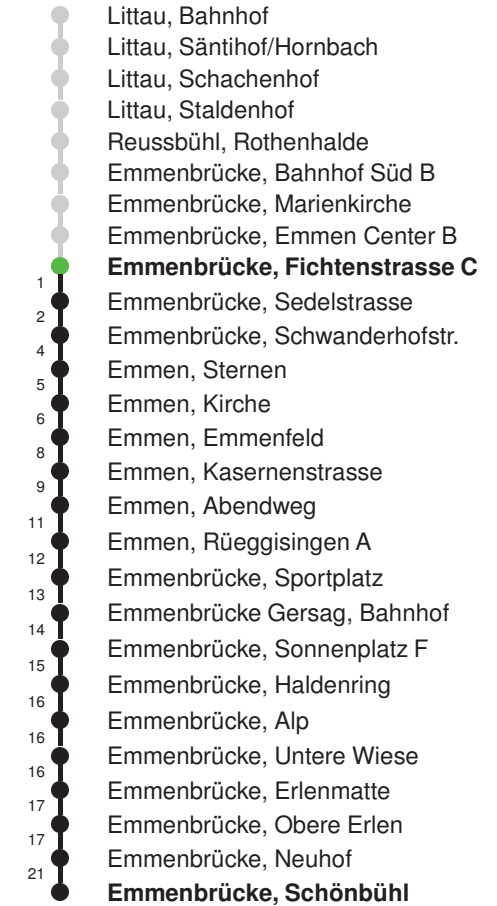 Littau, Bahnhof
Littau, Säntihof/Hornbach
Littau, Schachenhof
Littau, Staldenhof
Reussbühl, Rothenhalde
Emmenbrücke, Bahnhof Süd B
Emmenbrücke, Marienkirche
Emmenbrücke, Emmen Center B
Emmenbrücke, Fichtenstrasse C
1
Emmenbrücke, Sedelstrasse
2
Emmenbrücke, Schwanderhofstr.
4
Emmen, Sternen
5
Emmen, Kirche
6
Emmen, Emmenfeld
8
Emmen, Kasernenstrasse
9
Emmen, Abendweg
11
Emmen, Rüeggisingen A
12
Emmenbrücke, Sportplatz
13
Emmenbrücke Gersag, Bahnhof
14
Emmenbrücke, Sonnenplatz F
15
Emmenbrücke, Haldenring
16
Emmenbrücke, Alp
16
Emmenbrücke, Untere Wiese
16
Emmenbrücke, Erlenmatte
17
Emmenbrücke, Obere Erlen
17
Emmenbrücke, Neuhof
21
Emmenbrücke, Schönbühl